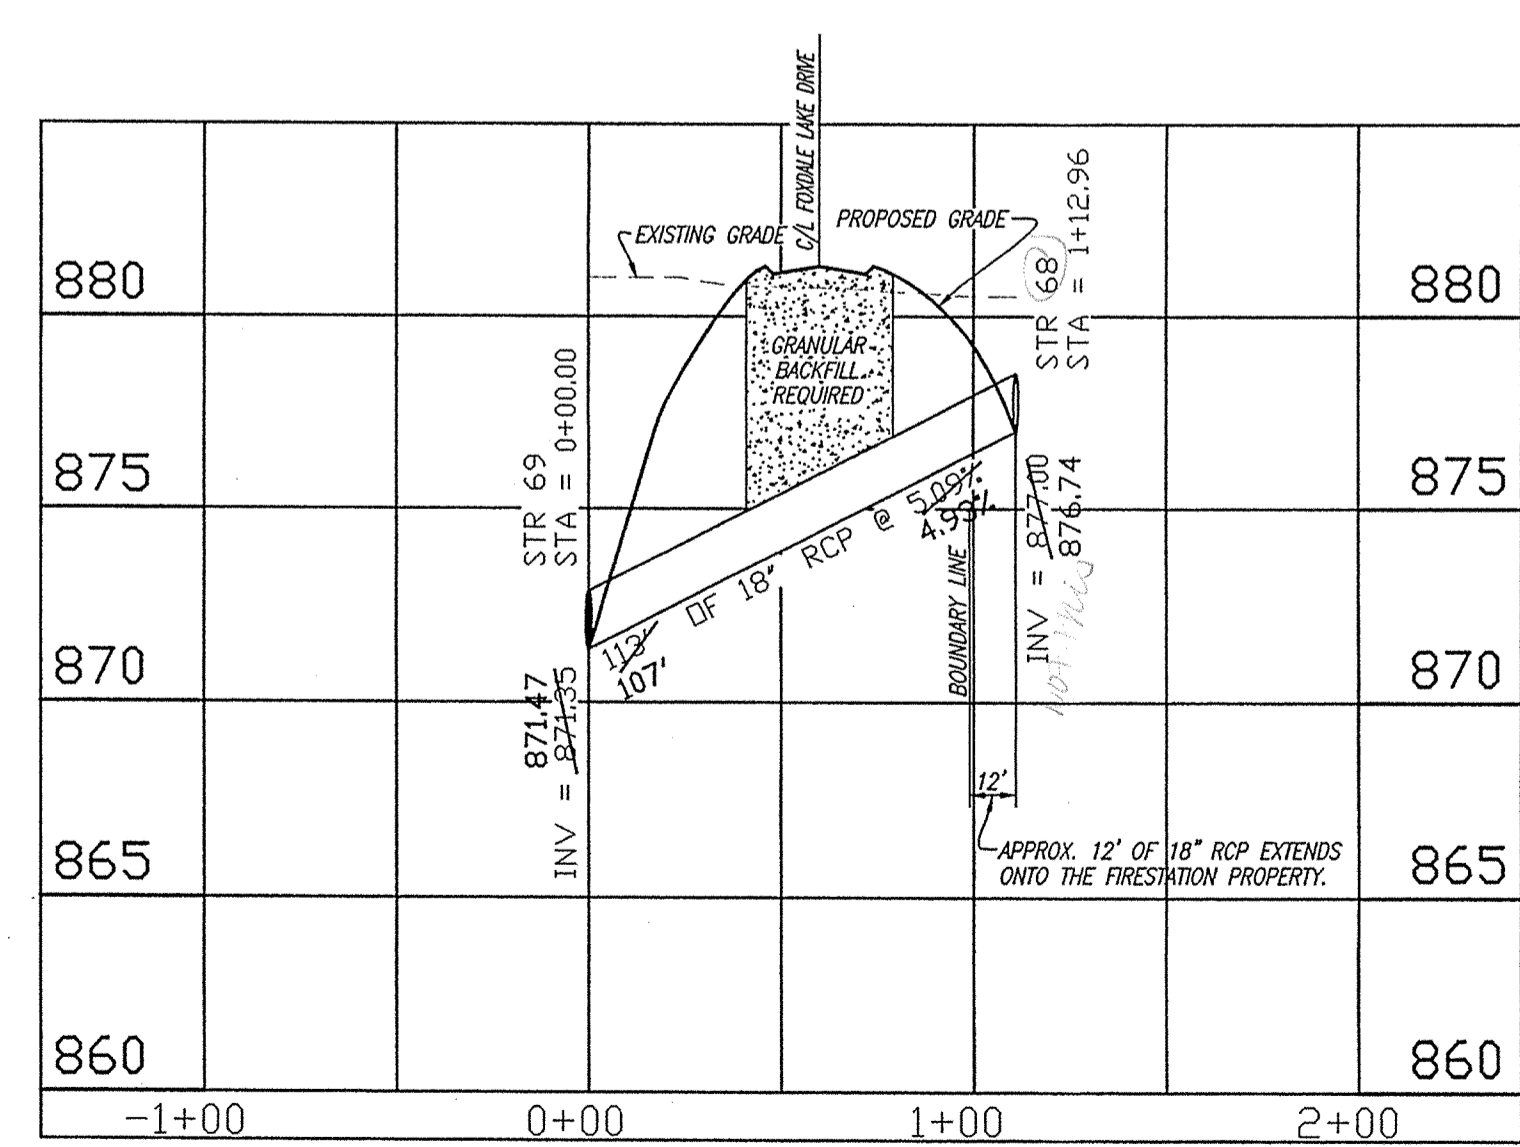 C/L FOXDALE LAKE DRIVE
EXISTING GRADE
PROPOSED GRADE
STR 68
STA = 1+12.96
880
880
GRANULAR
BACKFILL
REQUIRED
STR 69
STA = 0+00.00
875
875
113' OF 18" RCP @ 5.09%
107'
4.93%
BOUNDARY LINE
INV = 877.00
876.74
not this
870
870
871.47
INV = 871.35
12'
APPROX. 12' OF 18" RCP EXTENDS
ONTO THE FIRESTATION PROPERTY.
865
865
860
860
-1+00
0+00
1+00
2+00